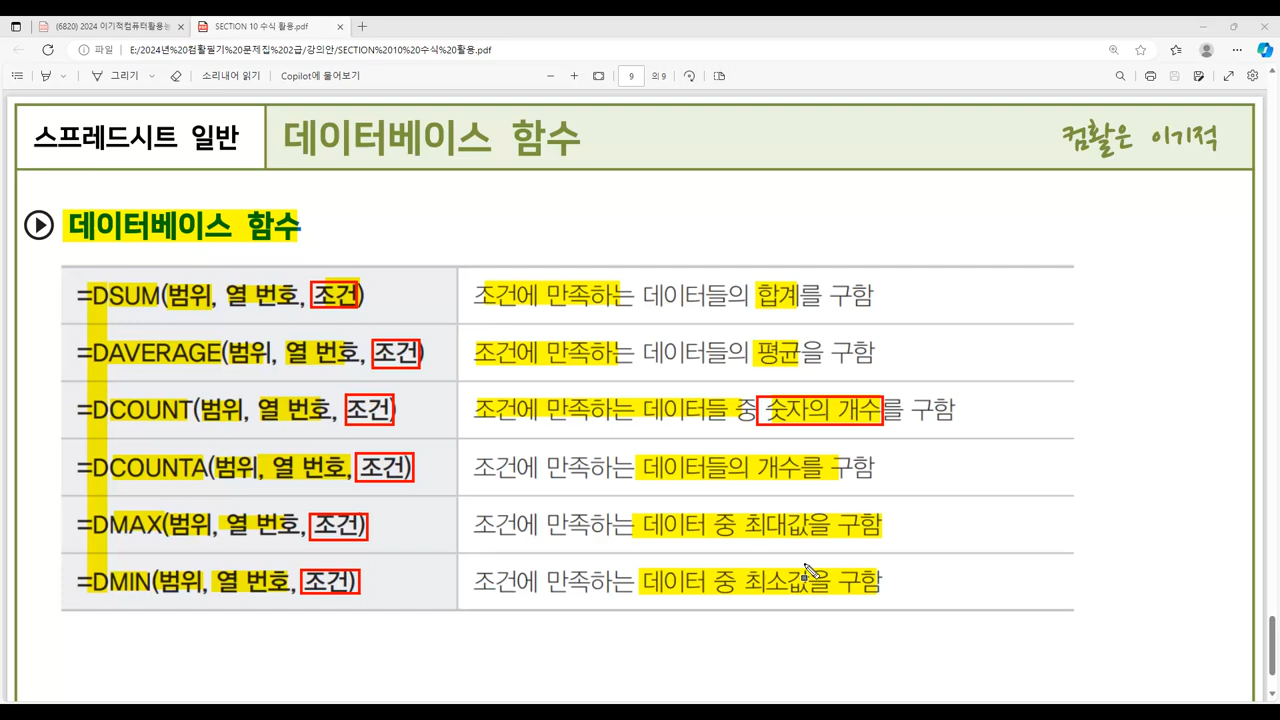 (6820) 2024 이기적컴퓨터활용능
SECTION 10 수식 활용.pdf
파일
E:/2024년%20컴활필기%20문제집%202급/강의안/SECTION%2010%20수식%20활용.pdf
그리기
소리내어 읽기
Copilot에 물어보기
9
의 9
스프레드시트 일반
데이터베이스 함수
컴활은 이기적
데이터베이스 함수
=DSUM(범위, 열 번호, 조건)
조건에 만족하는 데이터들의 합계를 구함
=DAVERAGE(범위, 열 번호, 조건)
조건에 만족하는 데이터들의 평균을 구함
=DCOUNT(범위, 열 번호, 조건)
조건에 만족하는 데이터들 중 숫자의 개수를 구함
=DCOUNTA(범위, 열 번호, 조건)
조건에 만족하는 데이터들의 개수를 구함
=DMAX(범위, 열 번호, 조건)
조건에 만족하는 데이터 중 최대값을 구함
=DMIN(범위, 열 번호, 조건)
조건에 만족하는 데이터 중 최소값을 구함